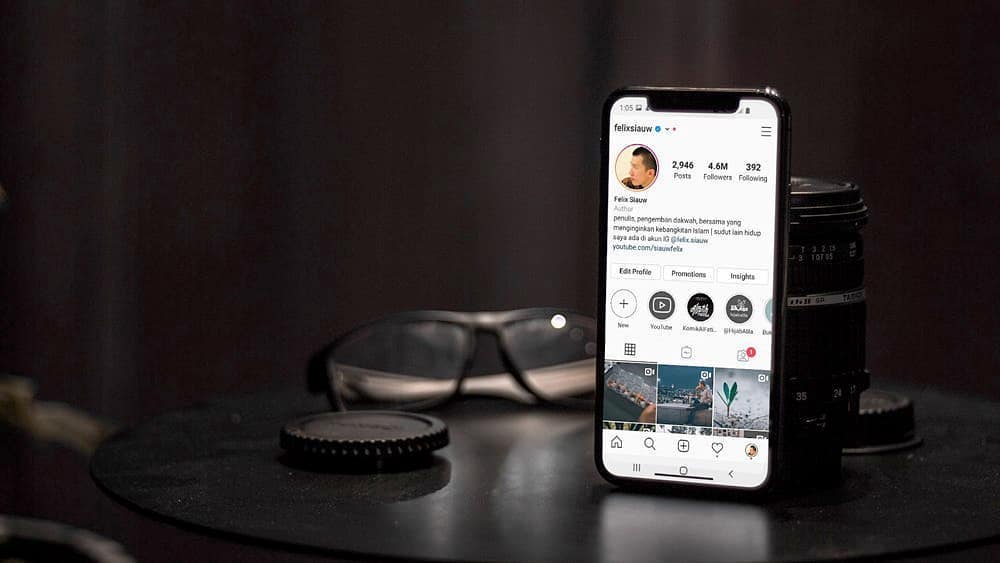 1:05
felixsiauw
2,946 4.6M 392
Posts Followers Following
Felix Siauw
Author
penulis, pengemban dakwah, bersama yang
menginginkan kebangkitan Islam | sudut lain hidup
saya ada di akun IG @felix.siauw
youtube.com/siauwfelix
Edit Profile Promotions Insights
New YouTube KomikAlFati... @HijabAlila
1
TAMRON
35 24